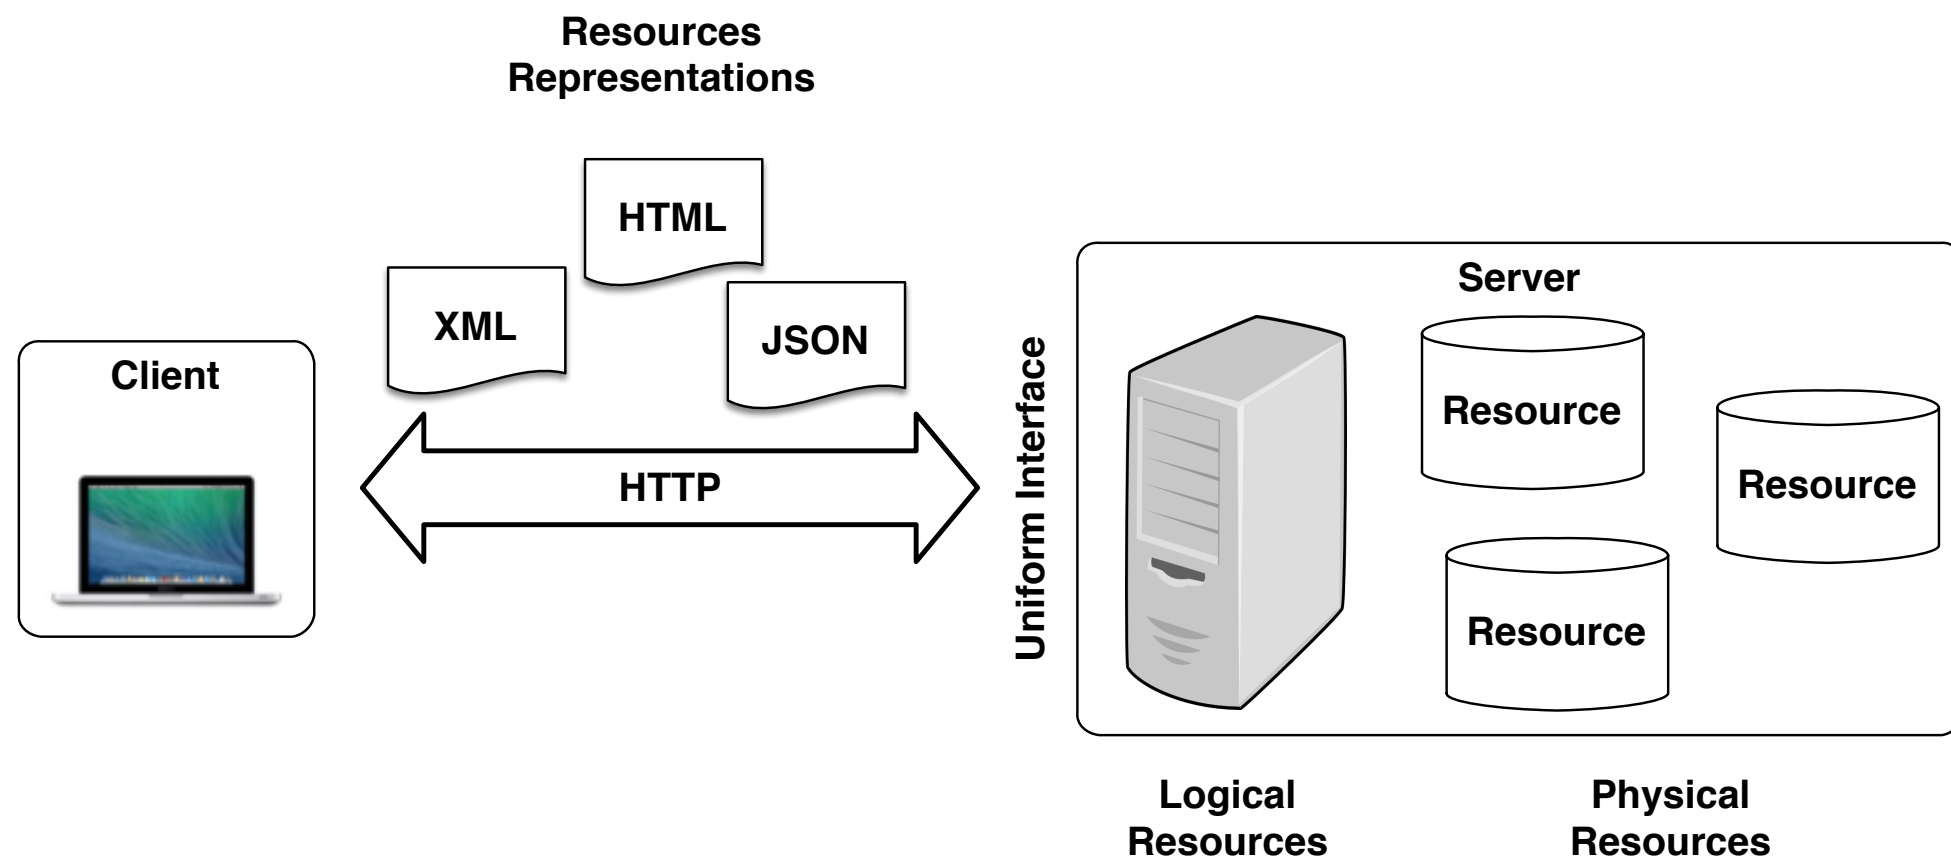 Resources
Representations
HTML
XML
JSON
Client
HTTP
Uniform Interface
Server
Resource
Resource
Resource
Logical
Resources
Physical
Resources